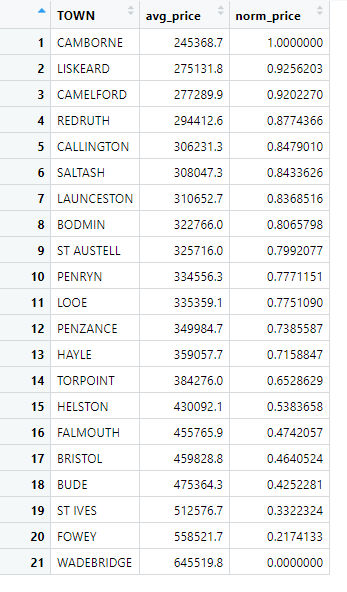 TOWN avg_price norm_price
1 CAMBORNE 245368.7 1.0000000
2 LISKEARD 275131.8 0.9256203
3 CAMELFORD 277289.9 0.9202270
4 REDRUTH 294412.6 0.8774366
5 CALLINGTON 306231.3 0.8479010
6 SALTASH 308047.3 0.8433626
7 LAUNCESTON 310652.7 0.8368516
8 BODMIN 322766.0 0.8065798
9 ST AUSTELL 325716.0 0.7992077
10 PENRYN 334556.3 0.7771151
11 LOOE 335359.1 0.7751090
12 PENZANCE 349984.7 0.7385587
13 HAYLE 359057.7 0.7158847
14 TORPOINT 384276.0 0.6528629
15 HELSTON 430092.1 0.5383658
16 FALMOUTH 455765.9 0.4742057
17 BRISTOL 459828.8 0.4640524
18 BUDE 475364.3 0.4252281
19 ST IVES 512576.7 0.3322324
20 FOWEY 558521.7 0.2174133
21 WADEBRIDGE 645519.8 0.0000000